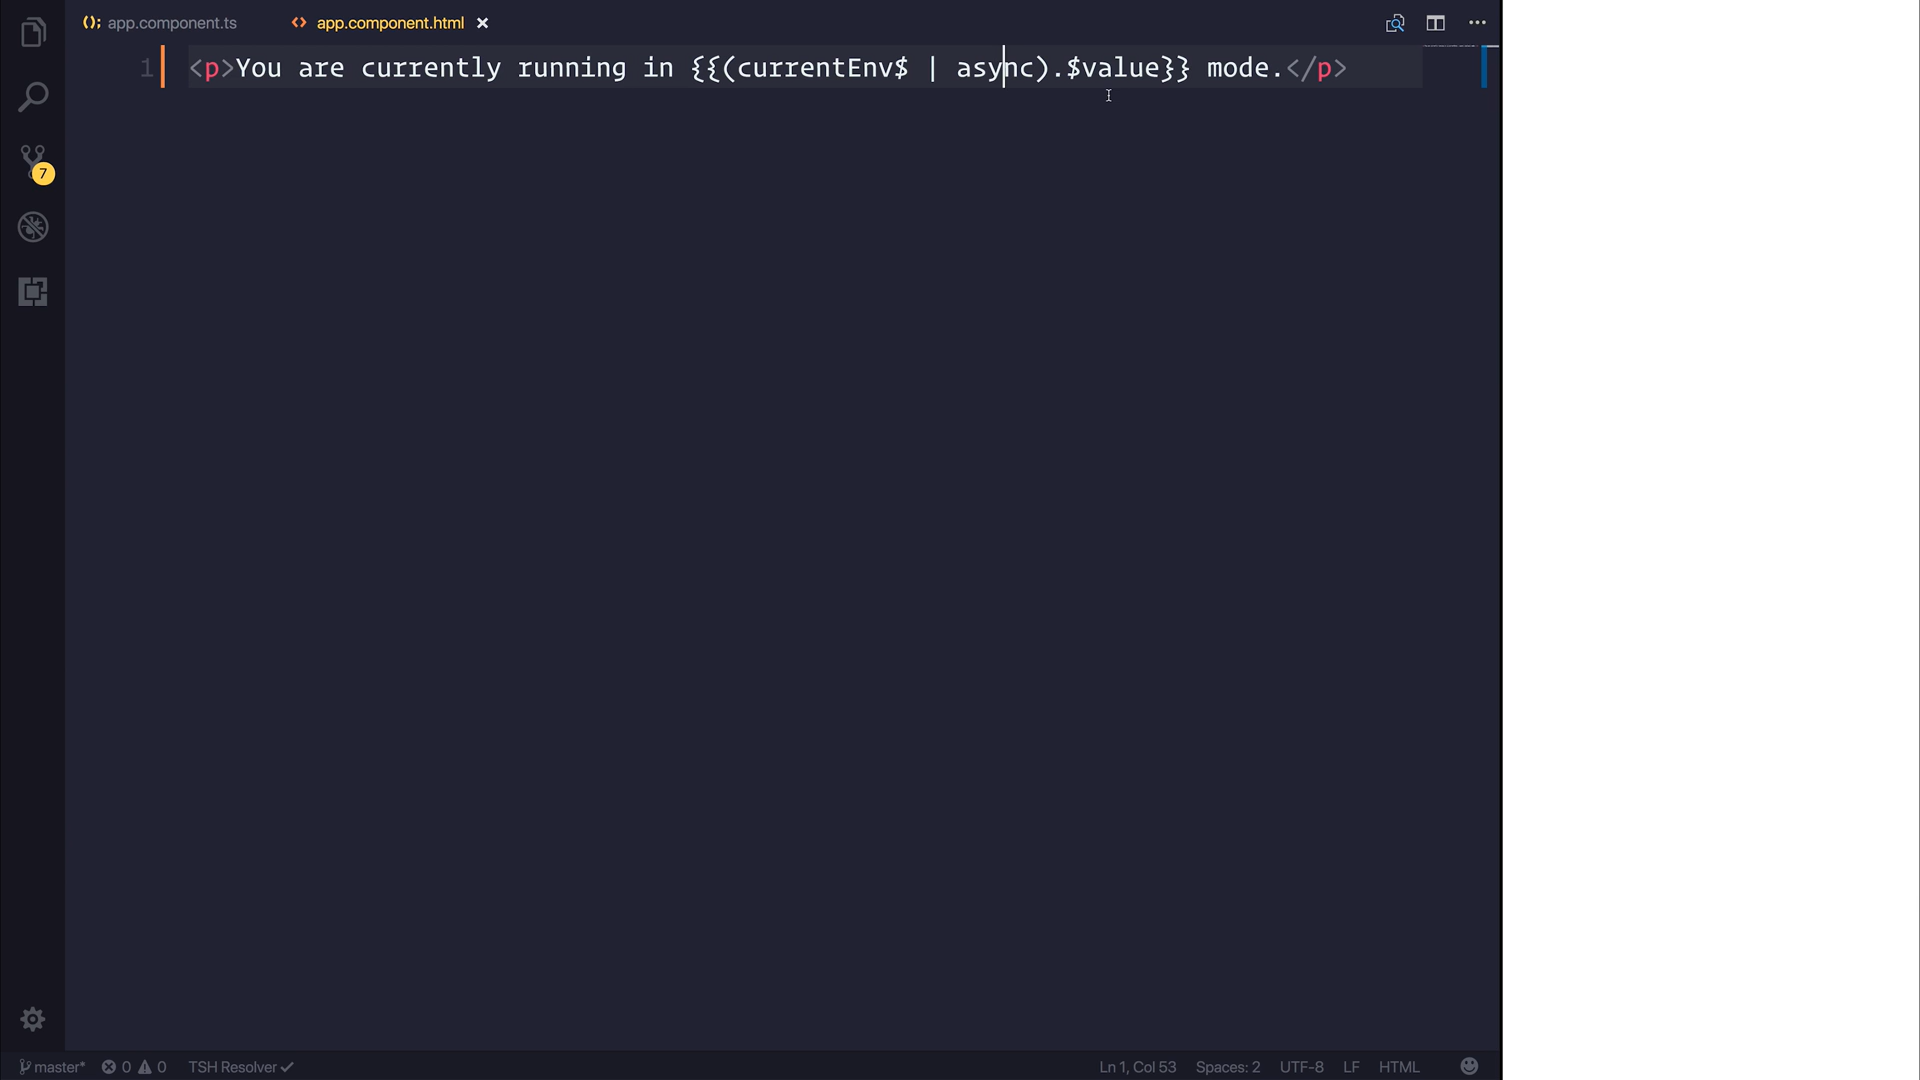 app.component.ts
app.component.html
1 <p>You are currently running in {{(currentEnv$ | async).$value}} mode.</p>
7
master* 0 0 TSH Resolver Ln 1, Col 53 Spaces: 2 UTF-8 LF HTML